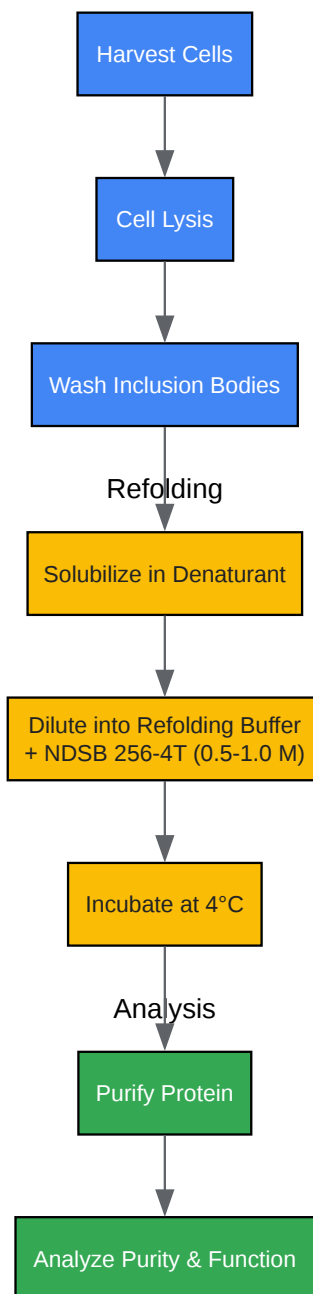 Harvest Cells
Cell Lysis
Wash Inclusion Bodies
Refolding
Solubilize in Denaturant
Dilute into Refolding Buffer
+ NDSB 256-4T (0.5-1.0 M)
Incubate at 4°C
Analysis
Purify Protein
Analyze Purity & Function